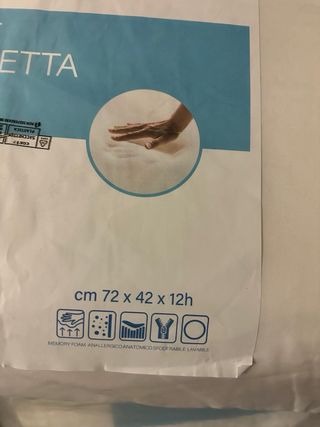 ETTA
cm 72 x 42 x 12h
MEMORY FOAM ANALLERGICO ANATOMICO SFODERABILE LAVABILE